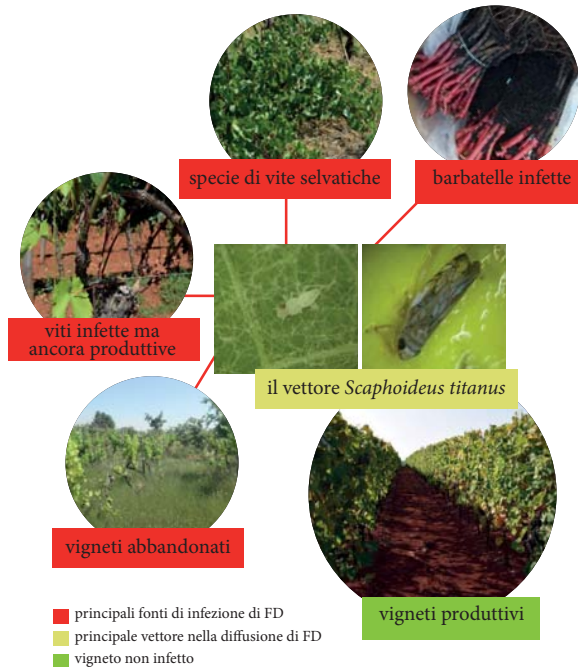 specie di vite selvatiche
barbatelle infette
viti infette ma
ancora produttive
il vettore Scaphoideus titanus
vigneti abbandonati
vigneti produttivi
principali fonti di infezione di FD
principale vettore nella diffusione di FD
vigneto non infetto